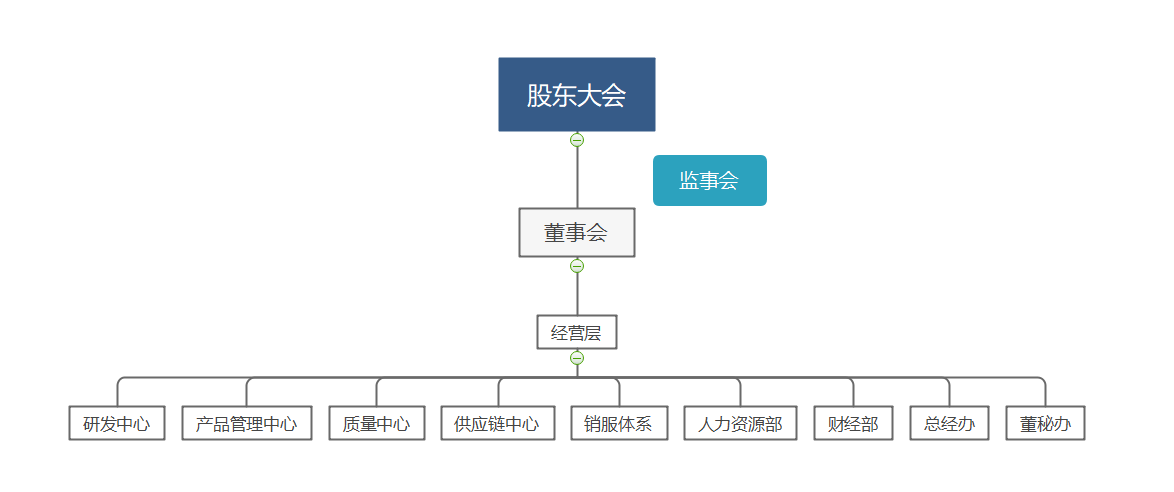 股东大会
监事会
董事会
经营层
研发中心
产品管理中心
质量中心
供应链中心
销服体系
人力资源部
财经部
总经办
董秘办